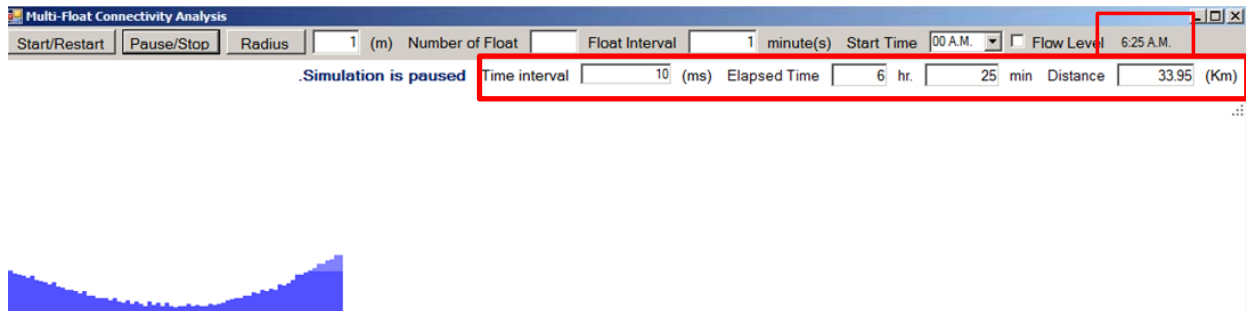 Multi-Float Connectivity Analysis
Start/Restart Pause/Stop Radius 1 (m) Number of Float Float Interval 1 minute(s) Start Time 00 A.M. Flow Level 6:25 A.M.
.Simulation is paused Time interval 10 (ms) Elapsed Time 6 hr. 25 min Distance 33.95 (Km)